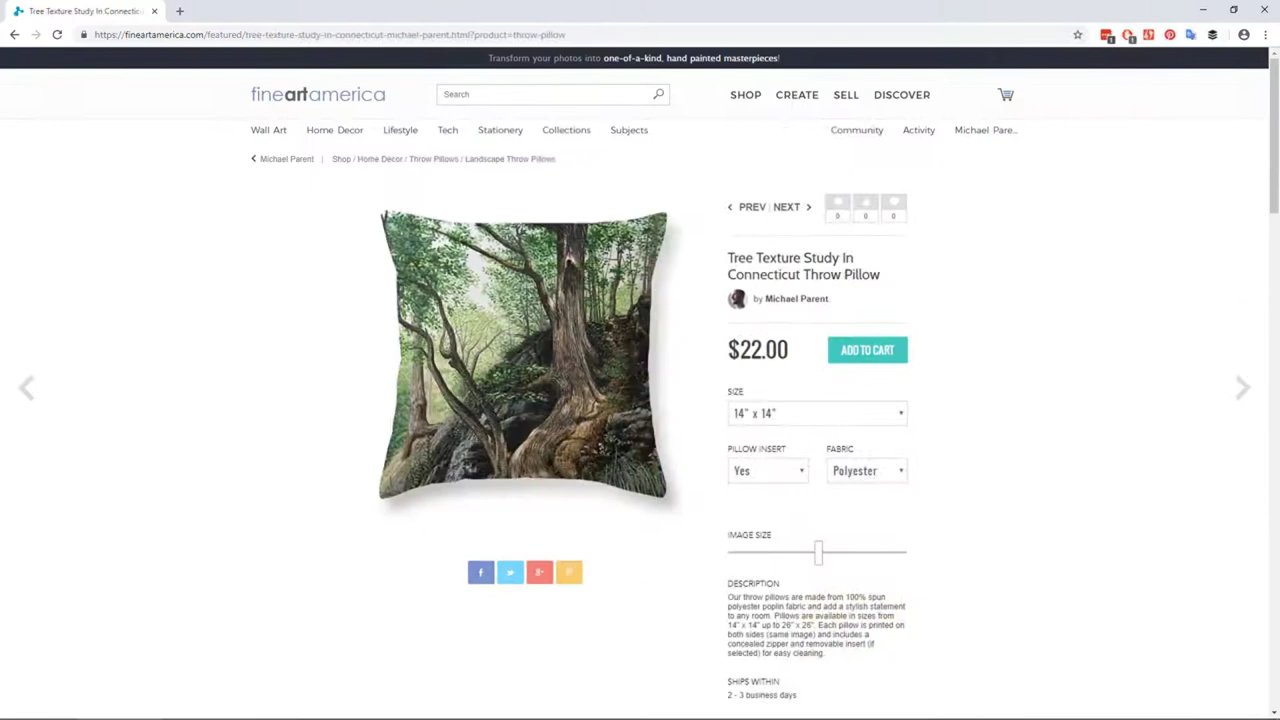 Tree Texture Study In Connectic
https://fineartamerica.com/featured/tree-texture-study-in-connecticut-michael-parent.html?product=throw-pillow
Transform your photos into one-of-a-kind, hand painted masterpieces!
fineartamerica
Search
SHOP CREATE SELL DISCOVER
Wall Art Home Decor Lifestyle Tech Stationery Collections Subjects Community Activity Michael Pare...
Michael Parent | Shop / Home Decor / Throw Pillows / Landscape Throw Pillows
PREV | NEXT
0 0 0
Tree Texture Study In
Connecticut Throw Pillow
by Michael Parent
$22.00 ADD TO CART
SIZE
14" x 14"
PILLOW INSERT FABRIC
Yes Polyester
IMAGE SIZE
DESCRIPTION
Our throw pillows are made from 100% spun
polyester poplin fabric and add a stylish statement
to any room. Pillows are available in sizes from
14" x 14" up to 26" x 26". Each pillow is printed on
both sides (same image) and includes a
concealed zipper and removable insert (if
selected) for easy cleaning.
SHIPS WITHIN
2 - 3 business days